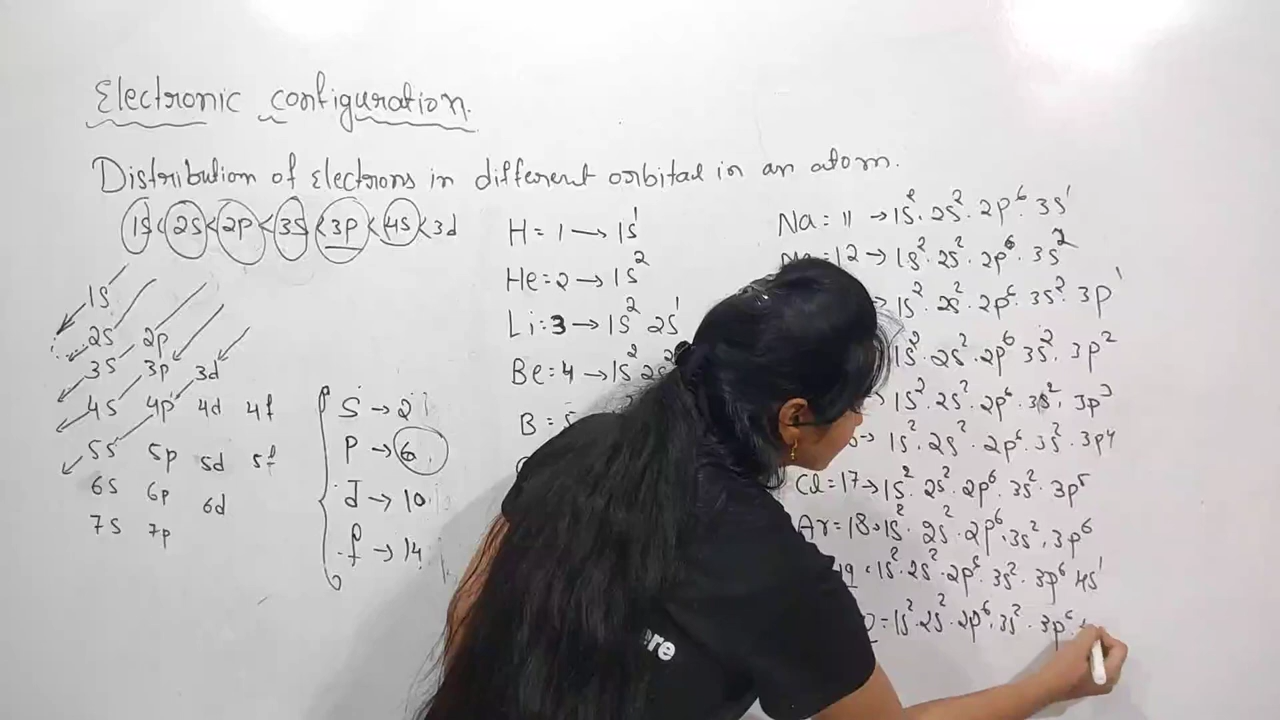 Electronic configuration.
Distribution of electrons in different orbital in an atom.
1s < 2s < 2p < 3s < 3p < 4s < 3d
1s
2s 2p
3s 3p 3d
4s 4p 4d 4f
5s 5p 5d 5f
6s 6p 6d
7s 7p
S → 2
P → 6
d → 10
f → 14
H = 1 → 1s¹
He = 2 → 1s²
Li = 3 → 1s² 2s¹
Be = 4 → 1s² 2s²
B =
Na = 11 → 1s² · 2s² · 2p⁶ · 3s¹
12 → 1s² · 2s² · 2p⁶ · 3s²
1s² · 2s² · 2p⁶ · 3s² · 3p¹
1s² · 2s² · 2p⁶ 3s² · 3p²
→ 1s² · 2s² · 2p⁶ · 3s² · 3p³
→ 1s² · 2s² · 2p⁶ · 3s² · 3p4
Cl = 17 → 1s² · 2s² · 2p⁶ · 3s² · 3p⁵
Ar = 18 → 1s² · 2s² · 2p⁶ · 3s² · 3p⁶
19 = 1s² · 2s² · 2p⁶ · 3s² · 3p⁶ 4s¹
= 1s² · 2s² · 2p⁶ · 3s² · 3p⁶ ·
ere